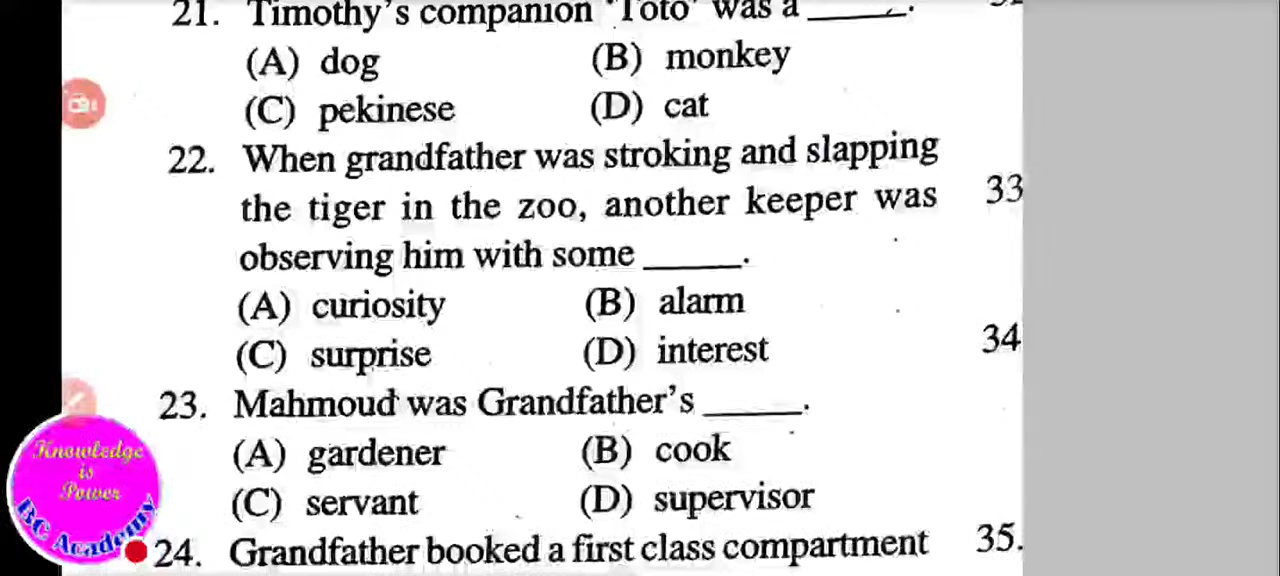 21. Timothy's companion 'Toto' was a ______.
(A) dog (B) monkey
(C) pekinese (D) cat
22. When grandfather was stroking and slapping
the tiger in the zoo, another keeper was 33
observing him with some ______.
(A) curiosity (B) alarm
(C) surprise (D) interest 34
23. Mahmoud was Grandfather's ______.
(A) gardener (B) cook
(C) servant (D) supervisor
24. Grandfather booked a first class compartment 35.
Knowledge
is
Power
BC Academy